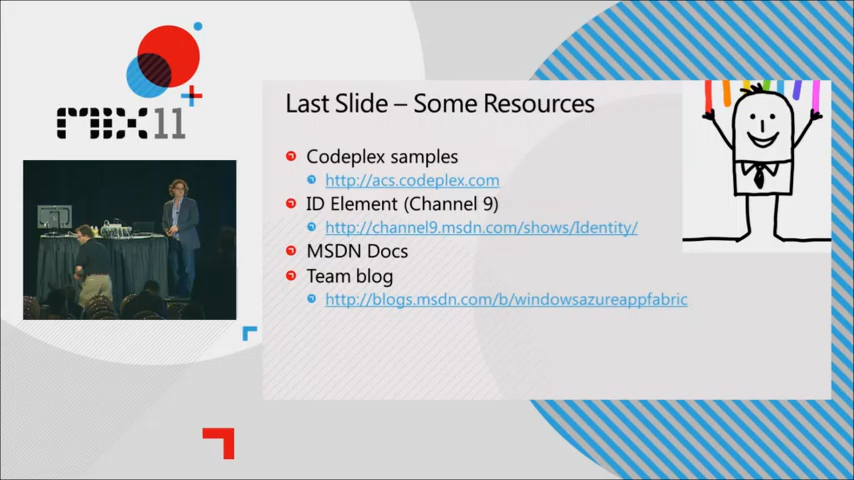 MIX11
Last Slide – Some Resources
Codeplex samples
http://acs.codeplex.com
ID Element (Channel 9)
http://channel9.msdn.com/shows/Identity/
MSDN Docs
Team blog
http://blogs.msdn.com/b/windowsazureappfabric